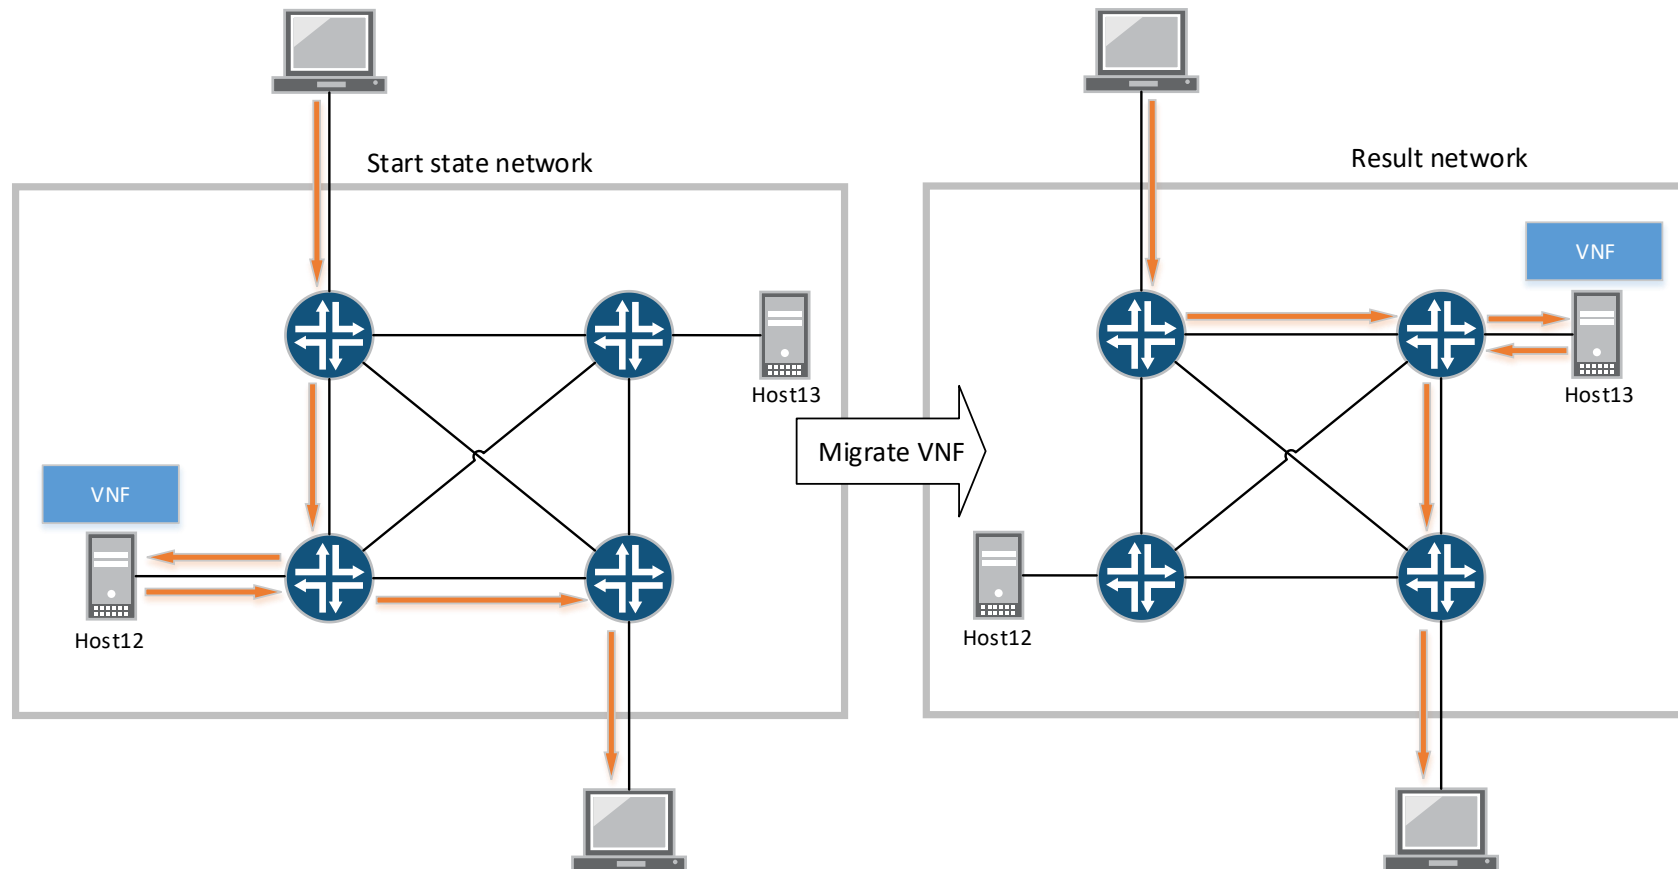 Start state network
Result network
VNF
Host13
Host13
Migrate VNF
VNF
Host12
Host12